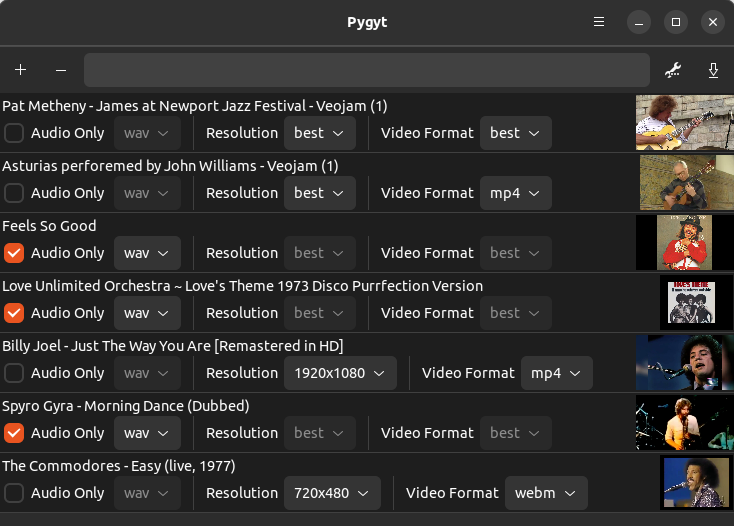 Pygyt
Pat Metheny - James at Newport Jazz Festival - Veojam (1)
Audio Only wav Resolution best Video Format best
Asturias perforemed by John Williams - Veojam (1)
Audio Only wav Resolution best Video Format mp4
Feels So Good
Audio Only wav Resolution best Video Format best
Love Unlimited Orchestra ~ Love's Theme 1973 Disco Purrfection Version
Audio Only wav Resolution best Video Format best
Billy Joel - Just The Way You Are [Remastered in HD]
Audio Only wav Resolution 1920x1080 Video Format mp4
Spyro Gyra - Morning Dance (Dubbed)
Audio Only wav Resolution best Video Format best
The Commodores - Easy (live, 1977)
Audio Only wav Resolution 720x480 Video Format webm